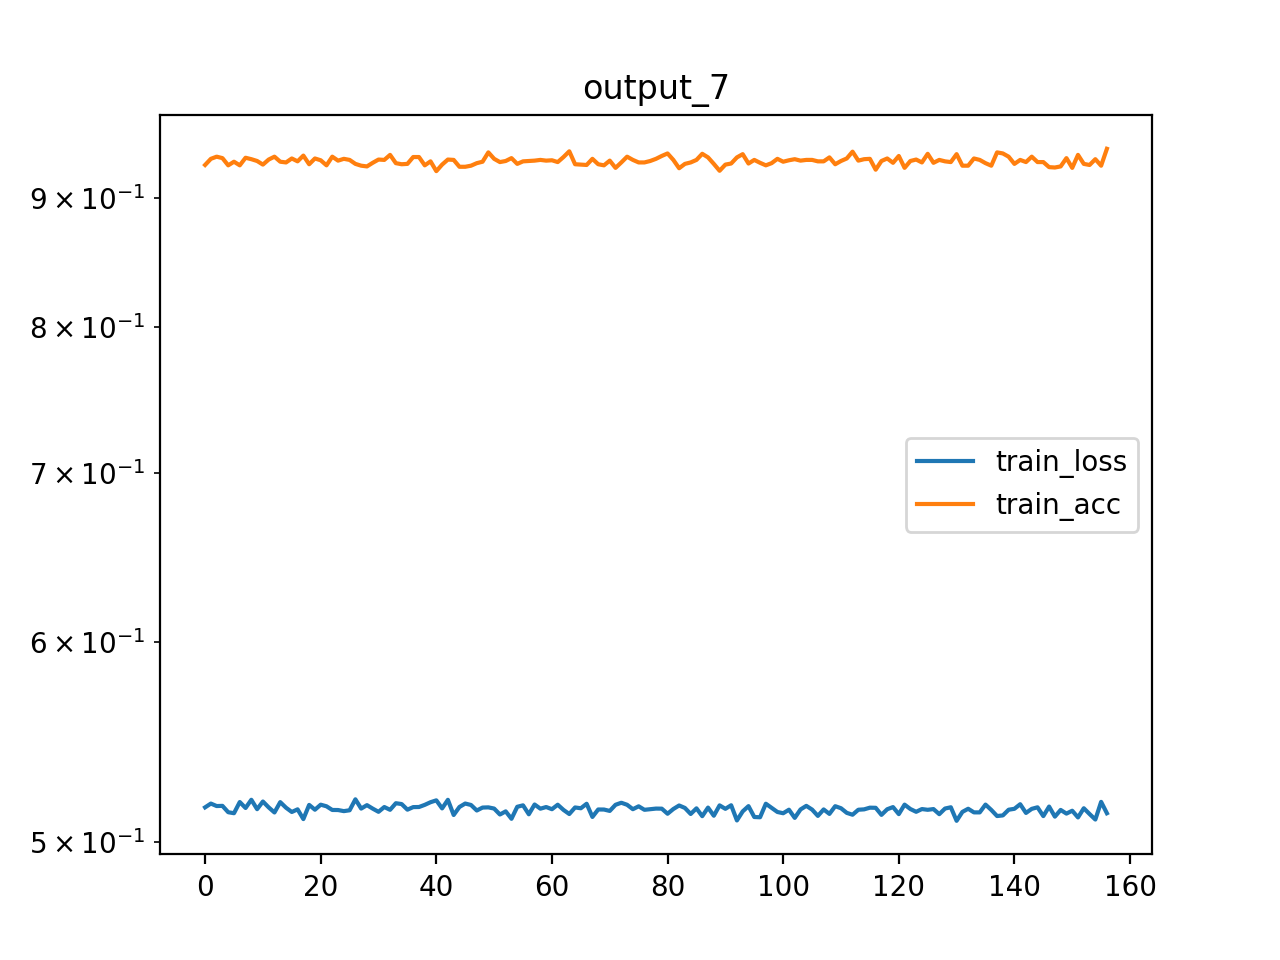 output_7
9 × 10⁻¹
8 × 10⁻¹
7 × 10⁻¹
6 × 10⁻¹
5 × 10⁻¹
train_loss
train_acc
0 20 40 60 80 100 120 140 160